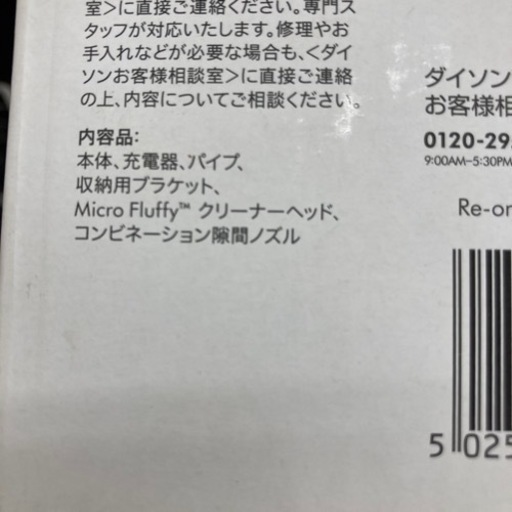 室>に直接ご連絡ください。専門ス
タッフが対応いたします。修理やお
手入れなどが必要な場合も、<ダイ
ソンお客様相談室>に直接ご連絡
の上、内容についてご相談ください。
内容品:
本体、充電器、パイプ、
収納用ブラケット、
Micro Fluffy™ クリーナーヘッド、
コンビネーション隙間ノズル
ダイソン
お客様相
0120-29
9:00AM–5:30PM
Re-or
5 025